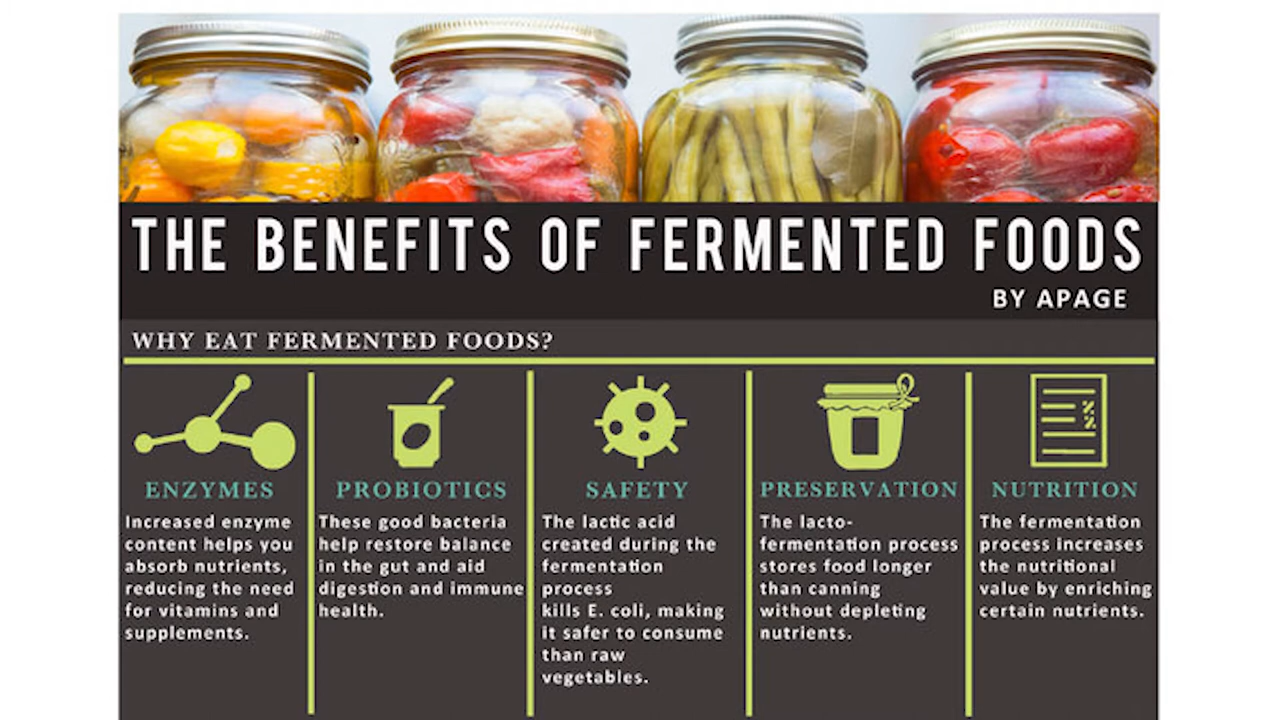 THE BENEFITS OF FERMENTED FOODS
BY APAGE
WHY EAT FERMENTED FOODS?
ENZYMES
Increased enzyme
content helps you
absorb nutrients,
reducing the need
for vitamins and
supplements.
PROBIOTICS
These good bacteria
help restore balance
in the gut and aid
digestion and immune
health.
SAFETY
The lactic acid
created during the
fermentation
process
kills E. coli, making
it safer to consume
than raw
vegetables.
PRESERVATION
The lacto-
fermentation process
stores food longer
than canning
without depleting
nutrients.
NUTRITION
The fermentation
process increases
the nutritional
value by enriching
certain nutrients.